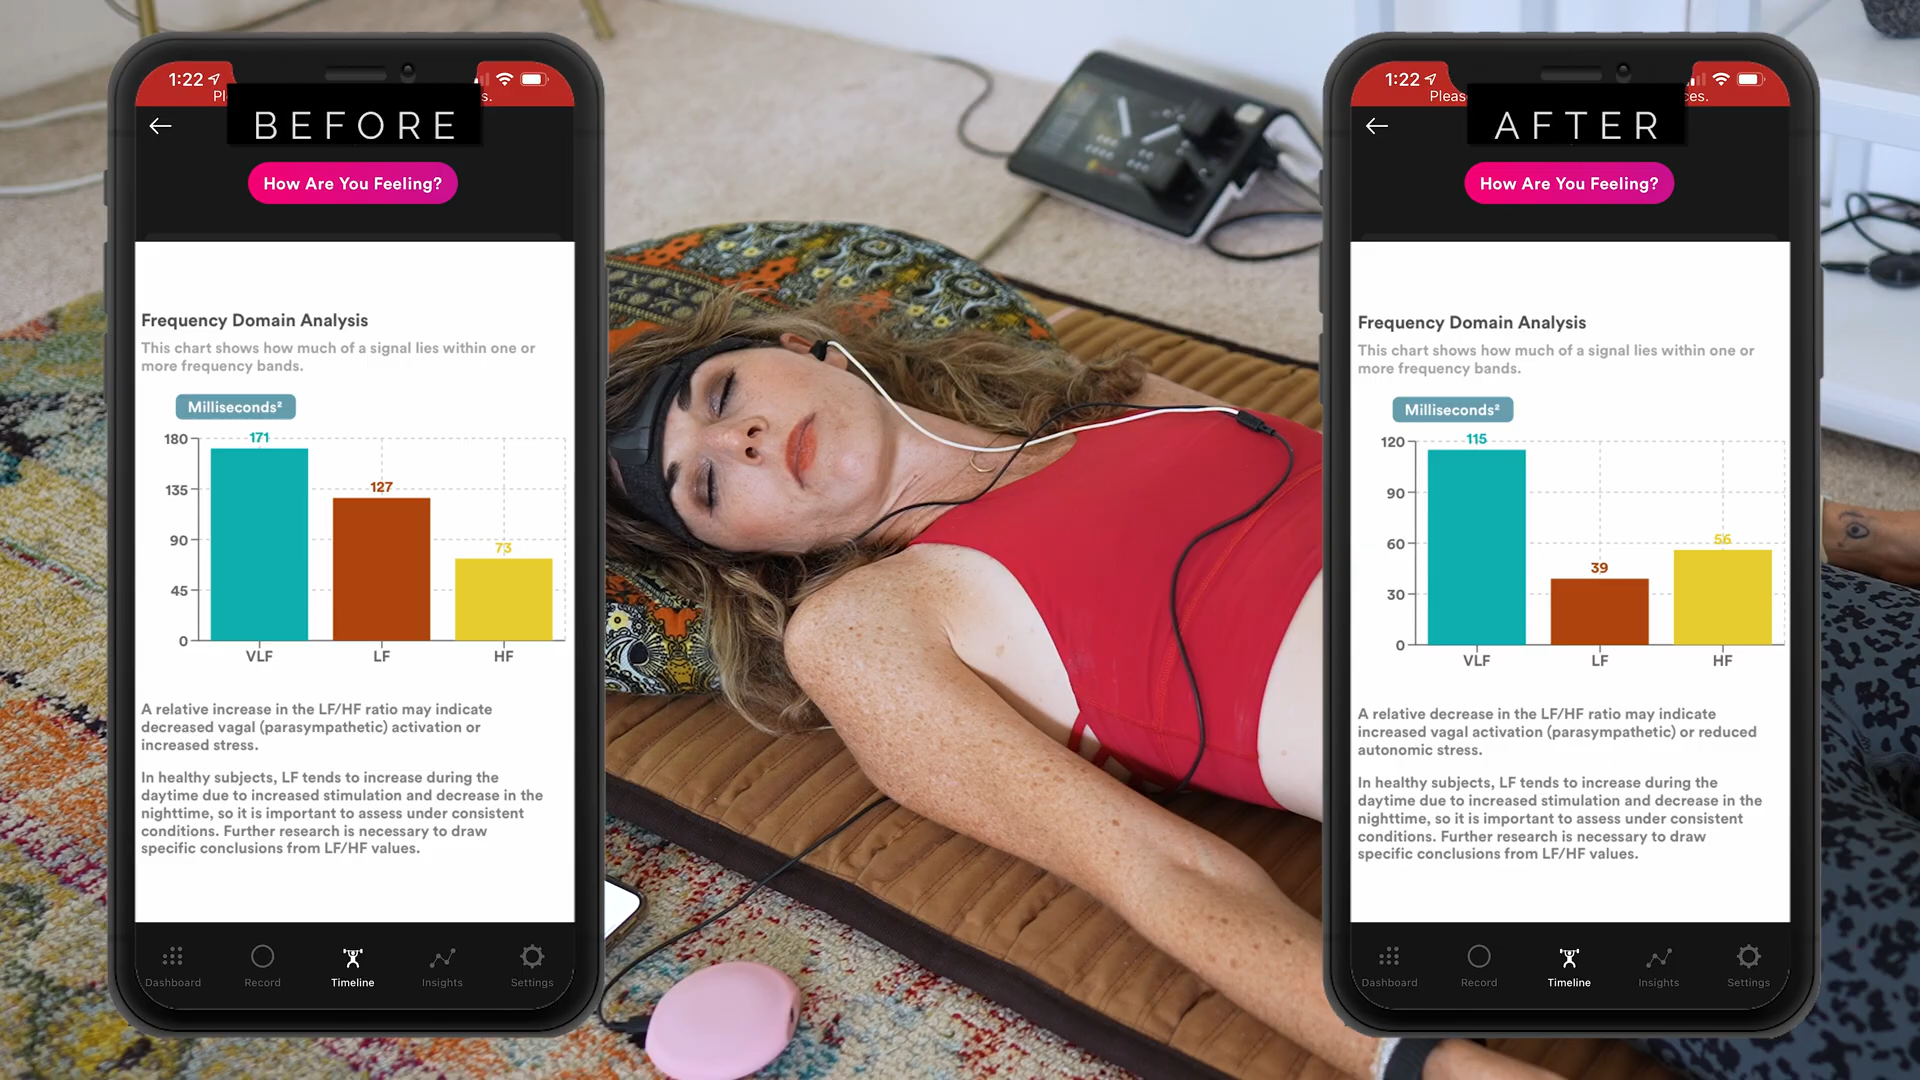 1:22
BEFORE
How Are You Feeling?
Frequency Domain Analysis
This chart shows how much of a signal lies within one or
more frequency bands.
Milliseconds²
180
171
135
127
90
73
45
0
VLF LF HF
A relative increase in the LF/HF ratio may indicate
decreased vagal (parasympathetic) activation or
increased stress.
In healthy subjects, LF tends to increase during the
daytime due to increased stimulation and decrease in the
nighttime, so it is important to assess under consistent
conditions. Further research is necessary to draw
specific conclusions from LF/HF values.
Dashboard Record Timeline Insights Settings
1:22
AFTER
How Are You Feeling?
Frequency Domain Analysis
This chart shows how much of a signal lies within one or
more frequency bands.
Milliseconds²
120
115
90
60
56
39
30
0
VLF LF HF
A relative decrease in the LF/HF ratio may indicate
increased vagal activation (parasympathetic) or reduced
autonomic stress.
In healthy subjects, LF tends to increase during the
daytime due to increased stimulation and decrease in the
nighttime, so it is important to assess under consistent
conditions. Further research is necessary to draw
specific conclusions from LF/HF values.
Dashboard Record Timeline Insights Settings